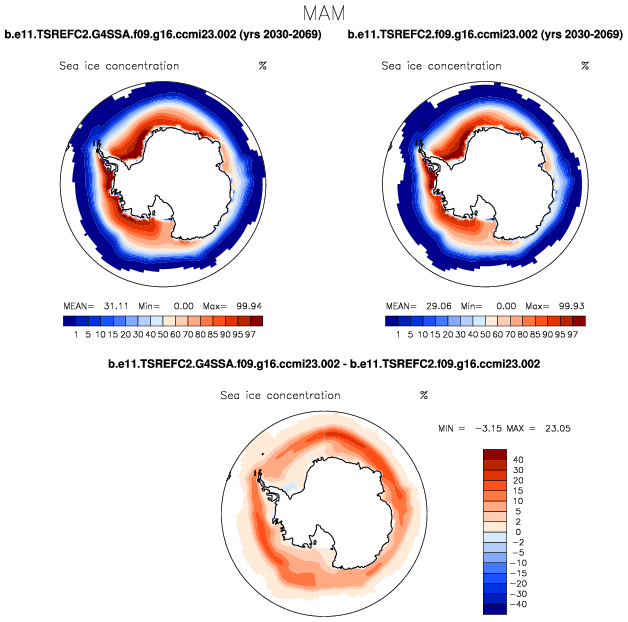 MAM
b.e11.TSREFC2.G4SSA.f09.g16.ccmi23.002 (yrs 2030-2069)
b.e11.TSREFC2.f09.g16.ccmi23.002 (yrs 2030-2069)
Sea ice concentration %
Sea ice concentration %
MEAN= 31.11 Min= 0.00 Max= 99.94
MEAN= 29.06 Min= 0.00 Max= 99.93
1 5 10 15 20 30 40 50 60 70 80 85 90 95 97
1 5 10 15 20 30 40 50 60 70 80 85 90 95 97
b.e11.TSREFC2.G4SSA.f09.g16.ccmi23.002 - b.e11.TSREFC2.f09.g16.ccmi23.002
Sea ice concentration %
MIN = -3.15 MAX = 23.05
40
30
20
15
10
5
2
0
-2
-5
-10
-15
-20
-30
-40